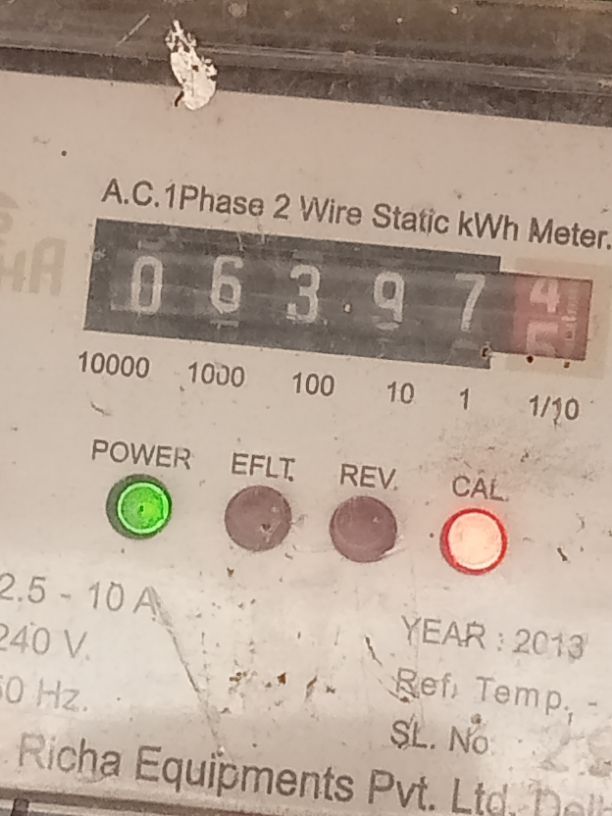 A.C.1Phase 2 Wire Static kWh Meter.
0 6 3 9 7 4
5
10000 1000 100 10 1 1/10
POWER EFLT. REV. CAL.
2.5 - 10 A
240 V.
50 Hz.
YEAR : 2013
Ref. Temp. -
SL. No
Richa Equipments Pvt. Ltd.